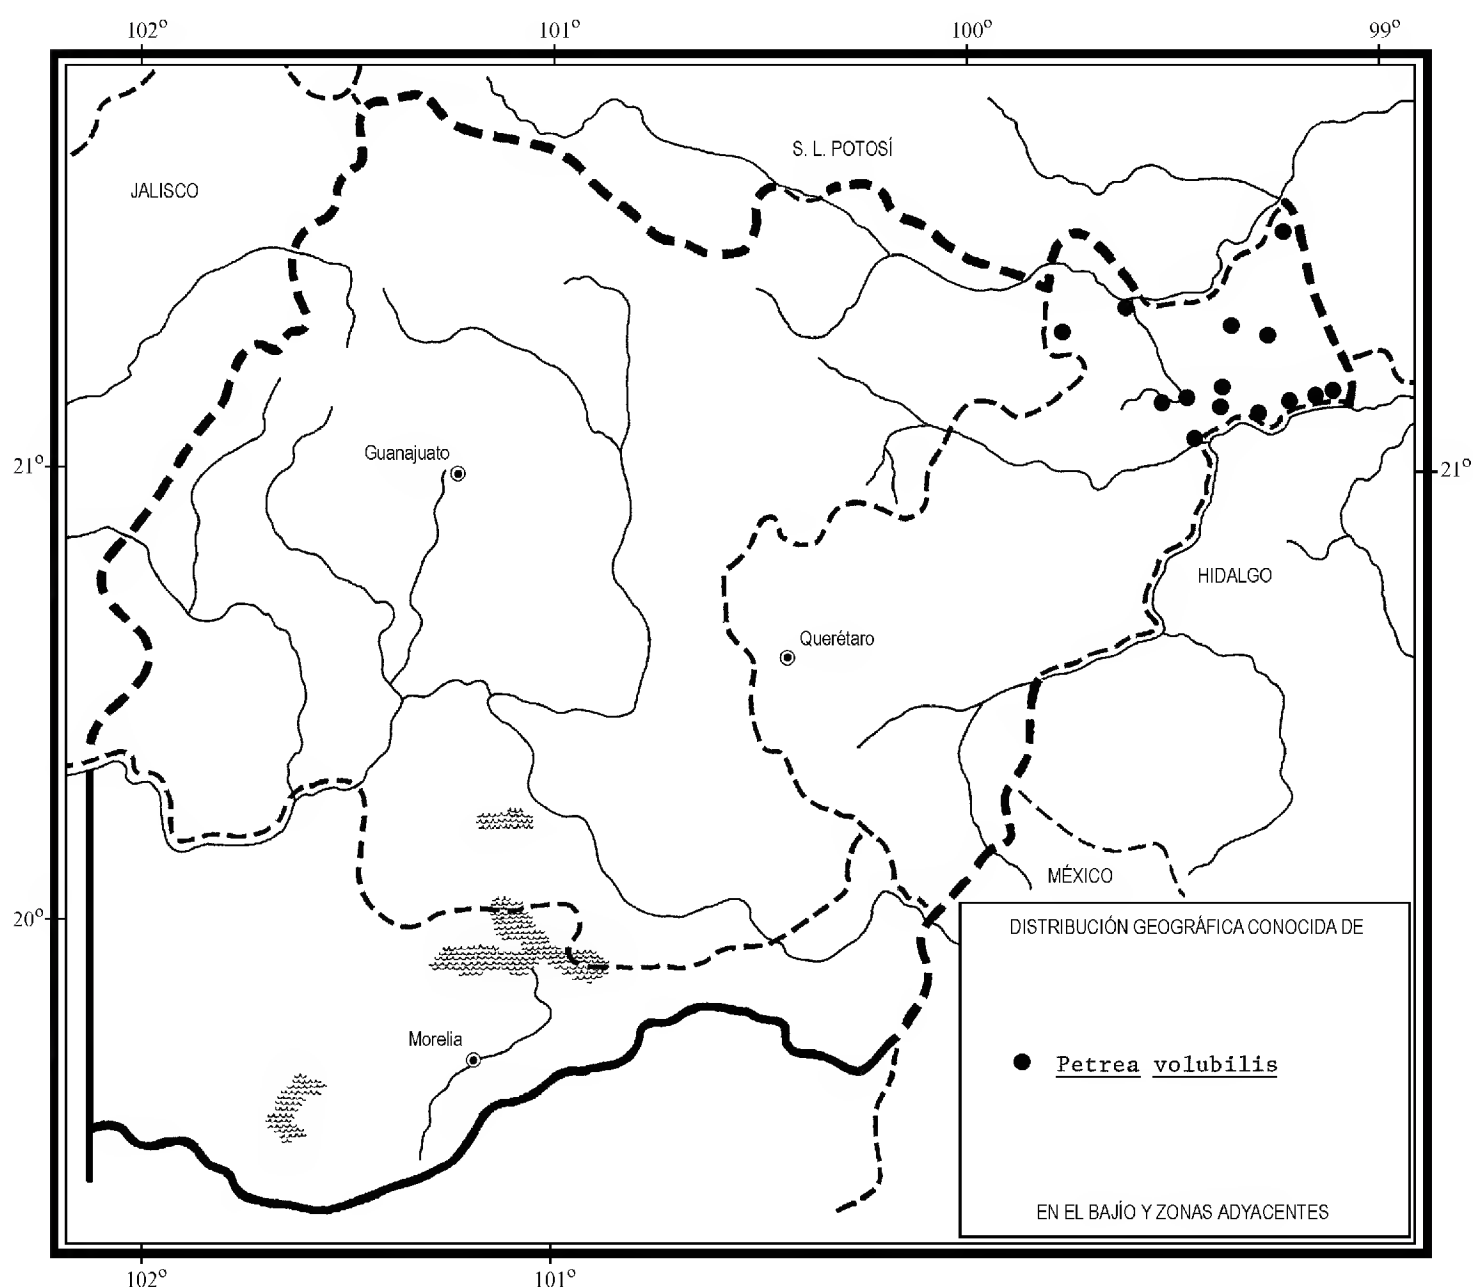 102° 101° 100° 99°
S. L. POTOSÍ
JALISCO
Guanajuato
21° 21°
HIDALGO
Querétaro
MÉXICO
20°
DISTRIBUCIÓN GEOGRÁFICA CONOCIDA DE
Morelia
Petrea volubilis
EN EL BAJÍO Y ZONAS ADYACENTES
102° 101°